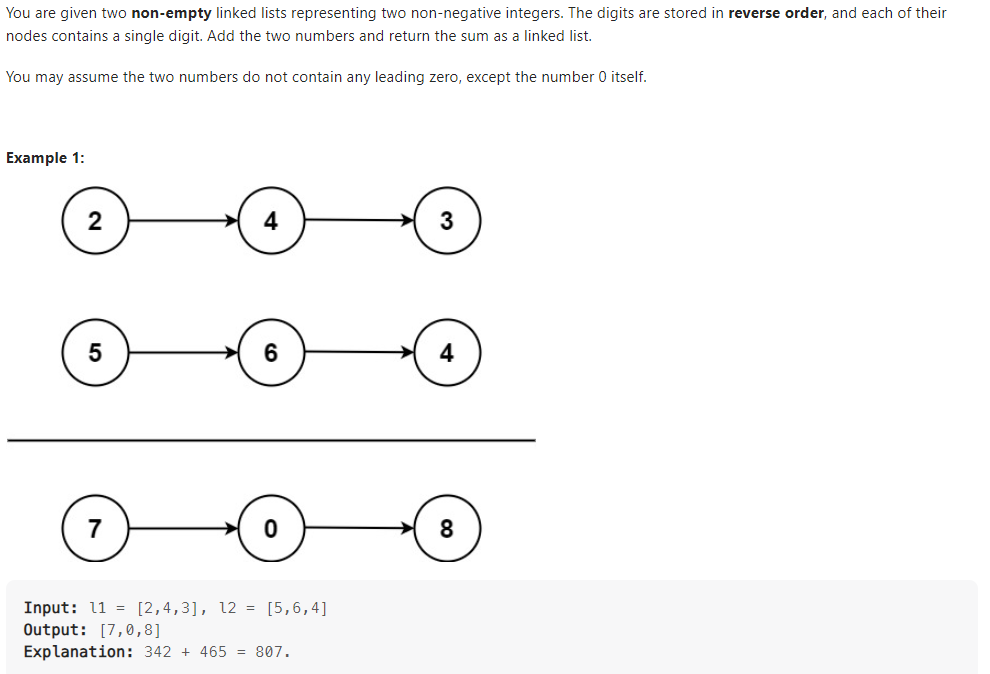 You are given two non-empty linked lists representing two non-negative integers. The digits are stored in reverse order, and each of their
nodes contains a single digit. Add the two numbers and return the sum as a linked list.
You may assume the two numbers do not contain any leading zero, except the number 0 itself.
Example 1:
2 4 3
5 6 4
7 0 8
Input: l1 = [2,4,3], l2 = [5,6,4]
Output: [7,0,8]
Explanation: 342 + 465 = 807.